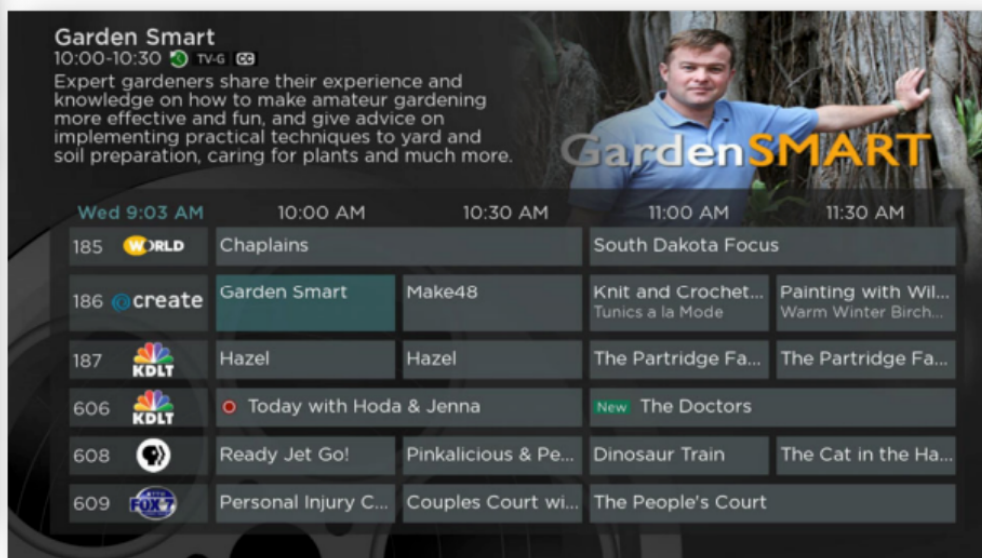 Garden Smart
10:00-10:30 TV-G CC
Expert gardeners share their experience and
knowledge on how to make amateur gardening
more effective and fun, and give advice on
implementing practical techniques to yard and
soil preparation, caring for plants and much more.
GardenSMART
Wed 9:03 AM 10:00 AM 10:30 AM 11:00 AM 11:30 AM
185 WORLD Chaplains South Dakota Focus
186 create Garden Smart Make48 Knit and Crochet... Painting with Wil...
Tunics a la Mode Warm Winter Birch...
187 KDLT Hazel Hazel The Partridge Fa... The Partridge Fa...
606 KDLT Today with Hoda & Jenna New The Doctors
608 Ready Jet Go! Pinkalicious & Pe... Dinosaur Train The Cat in the Ha...
609 FOX 7 Personal Injury C... Couples Court wi... The People's Court